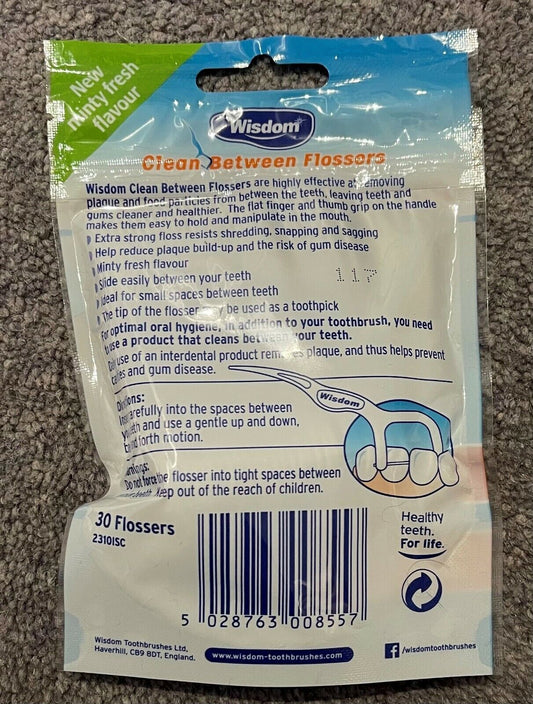 New
minty fresh
flavour
Wisdom
Clean Between Flossers
Wisdom Clean Between Flossers are highly effective at removing
plaque and food particles from between the teeth, leaving teeth and
gums cleaner and healthier. The flat finger and thumb grip on the handle
makes them easy to hold and manipulate in the mouth.
Extra strong floss resists shredding, snapping and sagging
Help reduce plaque build-up and the risk of gum disease
Minty fresh flavour
Slide easily between your teeth
Ideal for small spaces between teeth
The tip of the flosser may be used as a toothpick
117
For optimal oral hygiene, in addition to your toothbrush, you need
to use a product that cleans between your teeth.
use of an interdental product removes plaque, and thus helps prevent
and gum disease.
Wisdom
carefully into the spaces between
teeth and use a gentle up and down,
and forth motion.
Do not force the flosser into tight spaces between
teeth. Keep out of the reach of children.
30 Flossers
2310ISC
Healthy
teeth.
For life.
5 028763 008557
Wisdom Toothbrushes Ltd,
Haverhill, CB9 8DT, England.
www.wisdom-toothbrushes.com
f /wisdomtoothbrushes